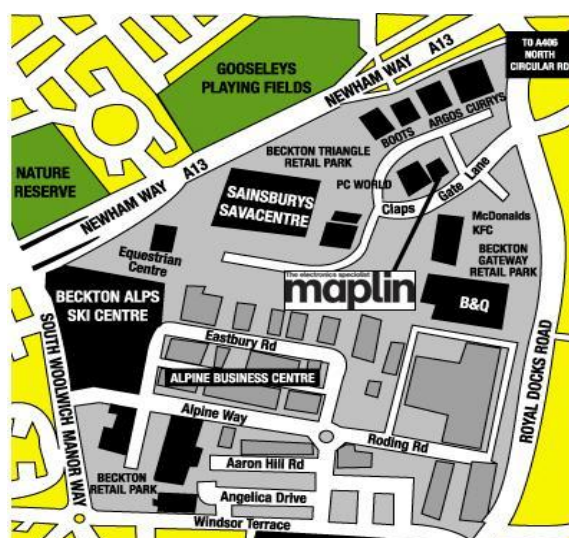 TO A406
NORTH
CIRCULAR RD
NEWHAM WAY A13
GOOSELEYS
PLAYING FIELDS
BOOTS
ARGOS
CURRYS
BECKTON TRIANGLE
RETAIL PARK
NATURE
RESERVE
NEWHAM WAY A13
PC WORLD
SAINSBURYS
SAVACENTRE
Claps Gate Lane
McDonalds
KFC
BECKTON
GATEWAY
RETAIL PARK
Equestrian
Centre
The electronics specialist
maplin
BECKTON ALPS
SKI CENTRE
B&Q
SOUTH WOOLWICH MANOR WAY
ROYAL DOCKS ROAD
Eastbury Rd
ALPINE BUSINESS CENTRE
Alpine Way
Roding Rd
Aaron Hill Rd
BECKTON
RETAIL PARK
Angelica Drive
Windsor Terrace